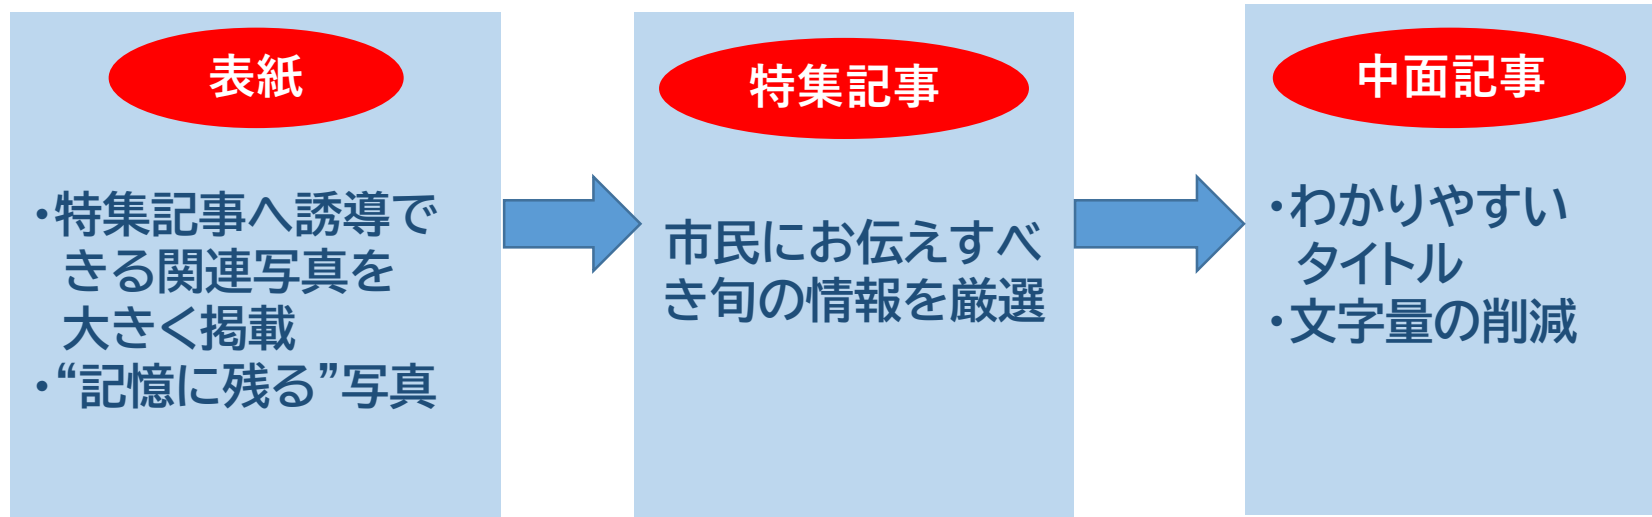 表紙
・特集記事へ誘導で
きる関連写真を
大きく掲載
・“記憶に残る”写真
特集記事
市民にお伝えすべ
き旬の情報を厳選
中面記事
・わかりやすい
タイトル
・文字量の削減